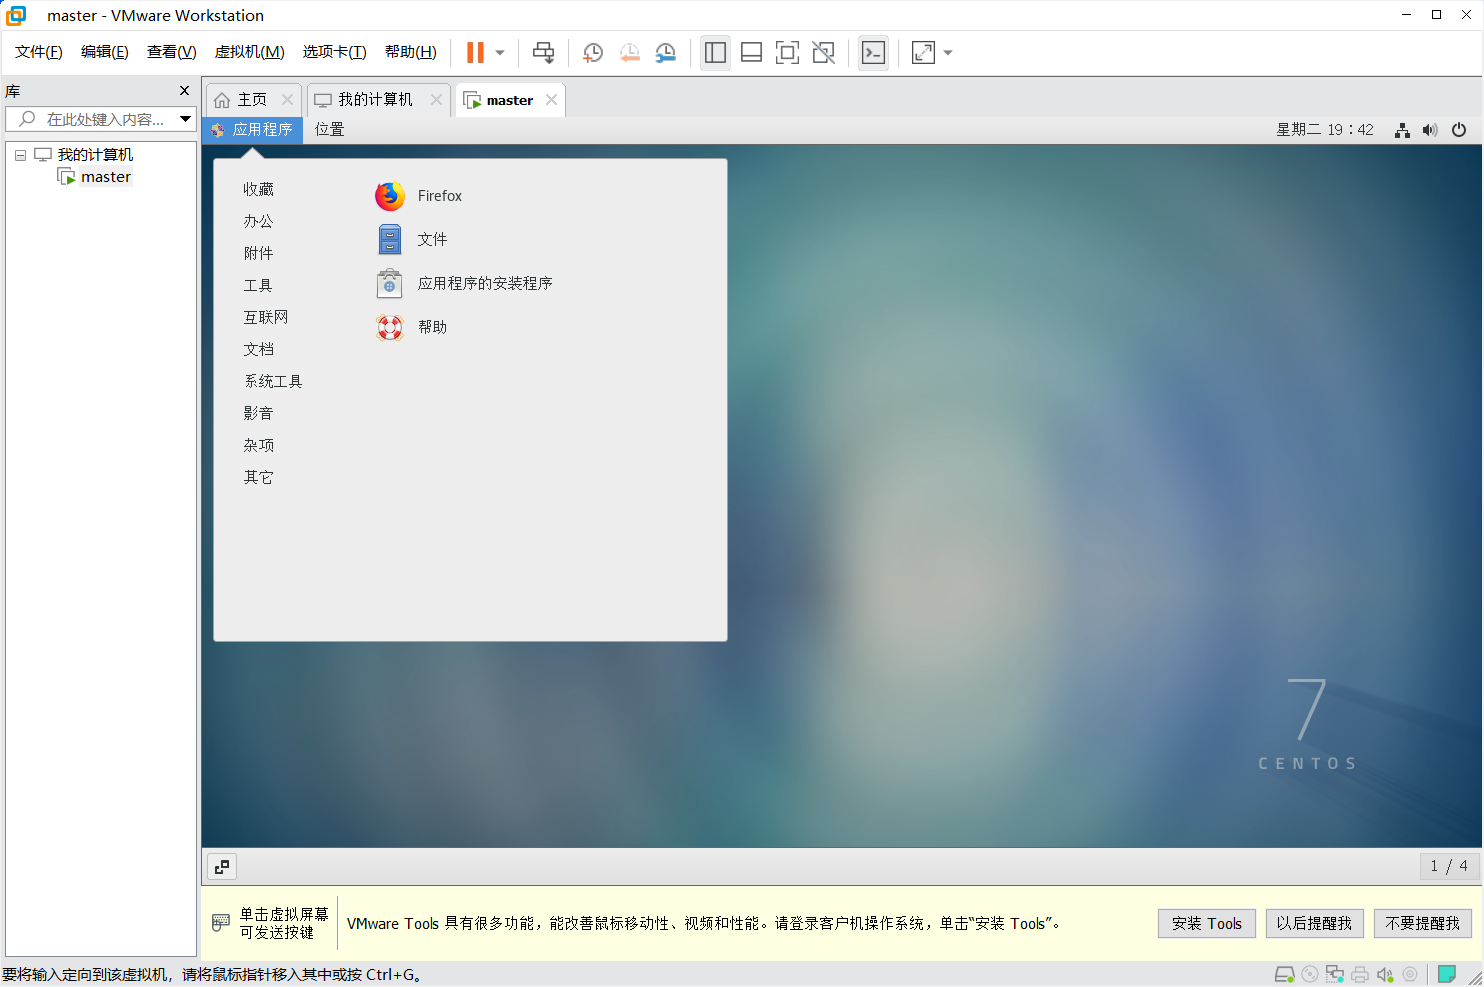 master - VMware Workstation
文件(F) 编辑(E) 查看(V) 虚拟机(M) 选项卡(T) 帮助(H)
库
在此处键入内容...
我的计算机
master
主页 我的计算机 master
应用程序 位置 星期二 19：42
收藏
办公
附件
工具
互联网
文档
系统工具
影音
杂项
其它
Firefox
文件
应用程序的安装程序
帮助
7
CENTOS
1 / 4
单击虚拟屏幕
可发送按键
VMware Tools 具有很多功能，能改善鼠标移动性、视频和性能。请登录客户机操作系统，单击“安装 Tools”。
安装 Tools 以后提醒我 不要提醒我
要将输入定向到该虚拟机，请将鼠标指针移入其中或按 Ctrl+G。